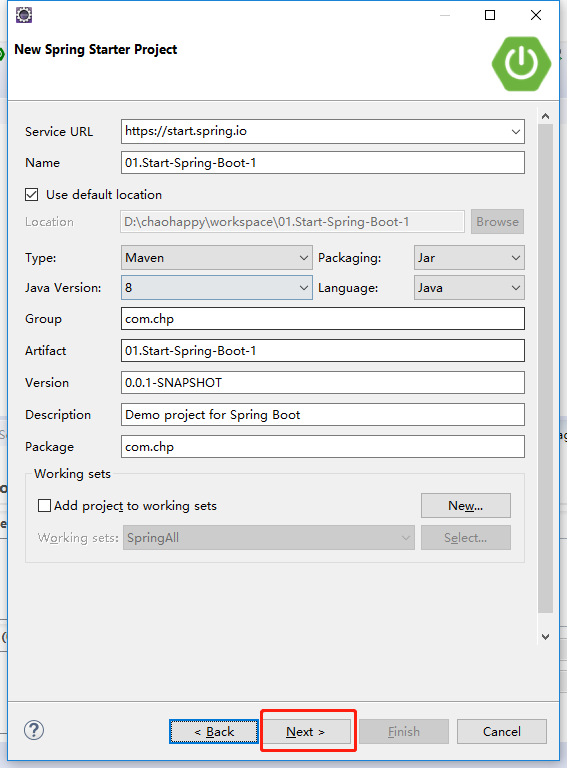 New Spring Starter Project
Service URL https://start.spring.io
Name 01.Start-Spring-Boot-1
Use default location
Location D:\chaohappy\workspace\01.Start-Spring-Boot-1 Browse
Type: Maven Packaging: Jar
Java Version: 8 Language: Java
Group com.chp
Artifact 01.Start-Spring-Boot-1
Version 0.0.1-SNAPSHOT
Description Demo project for Spring Boot
Package com.chp
Working sets
Add project to working sets New...
Working sets: SpringAll Select...
? < Back Next > Finish Cancel